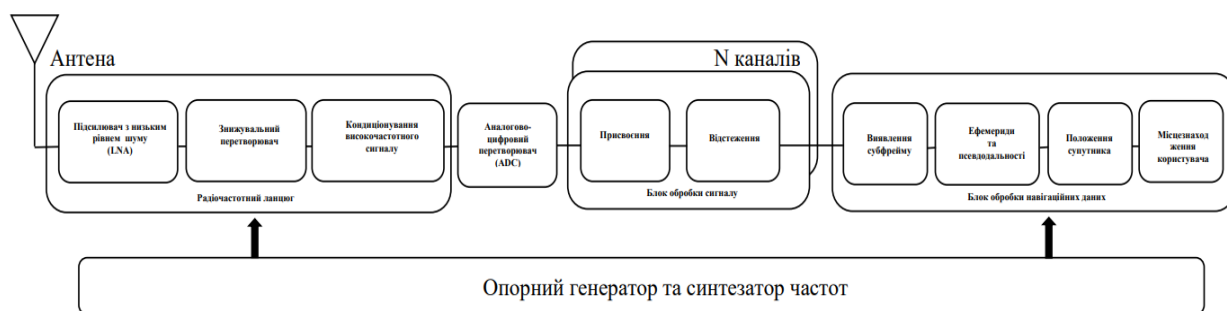 Антена
N каналів
Підсилювач з низьким
рівнем шуму
(LNA)
Знижувальний
перетворювач
Кондиціонування
високочастотного
сигналу
Радіочастотний ланцюг
Аналогово-
цифровий
перетворювач
(ADC)
Присвоєння
Відстеження
Блок обробки сигналу
Виявлення
субфрейму
Ефемериди
та
псевдодальності
Положення
супутника
Місцезнаход
ження
користувача
Блок обробки навігаційних даних
Опорний генератор та синтезатор частот